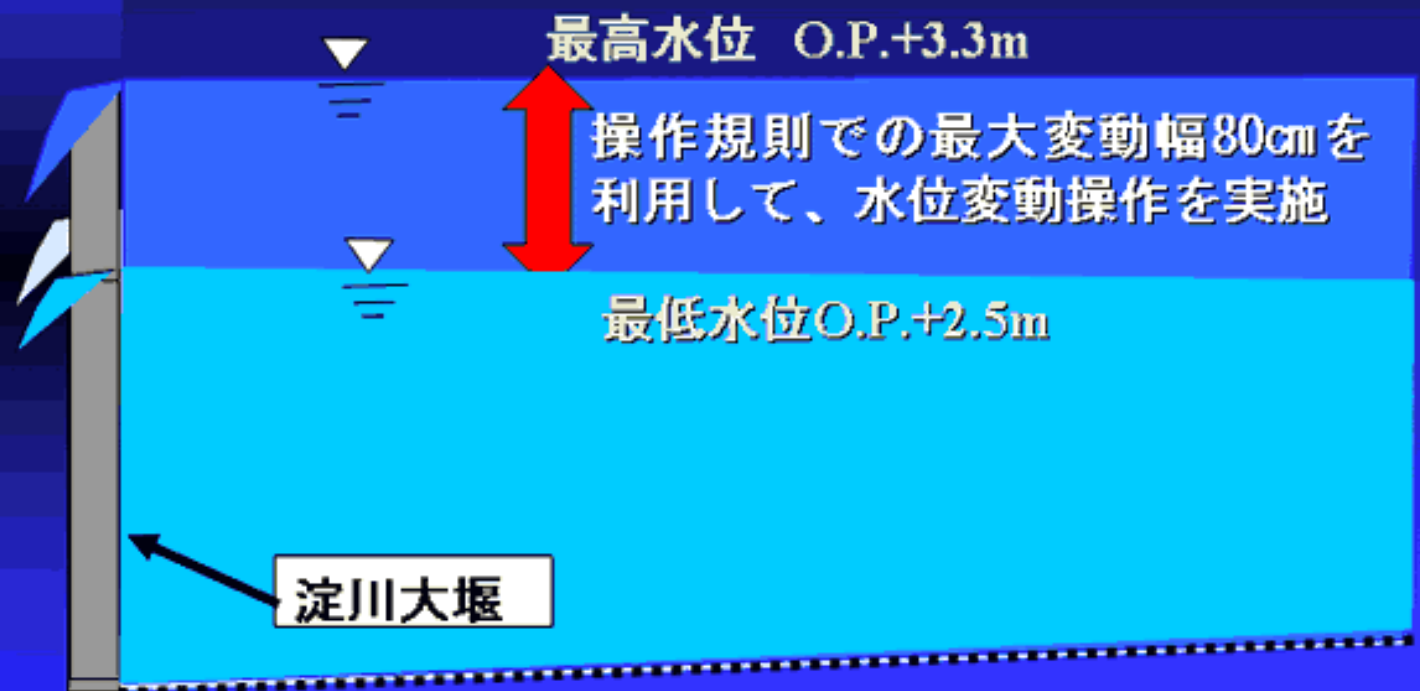 最高水位 O.P.+3.3m
操作規則での最大変動幅80㎝を
利用して、水位変動操作を実施
最低水位O.P.+2.5m
淀川大堰